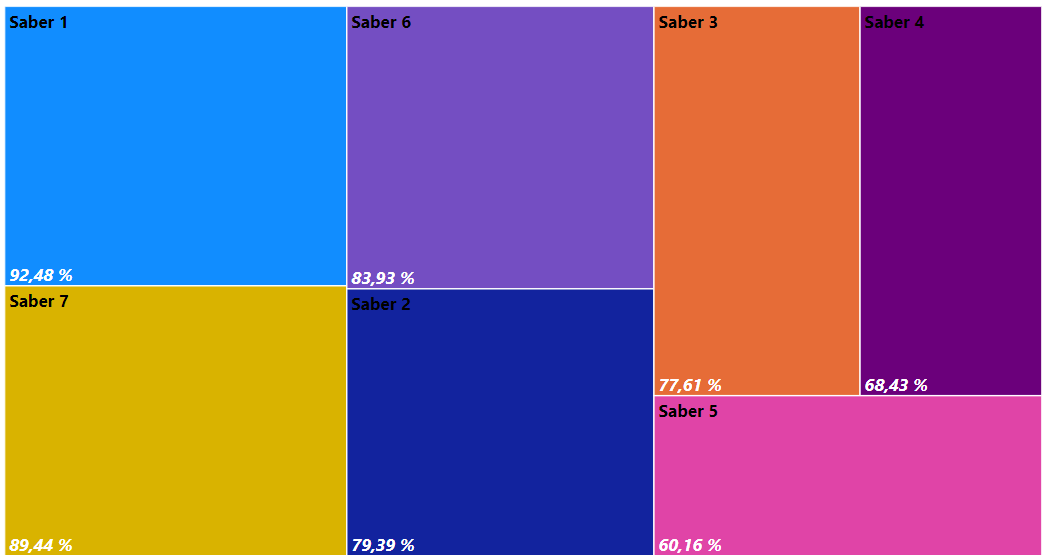 Saber 1
92,48 %
Saber 7
89,44 %
Saber 6
83,93 %
Saber 2
79,39 %
Saber 3
77,61 %
Saber 4
68,43 %
Saber 5
60,16 %